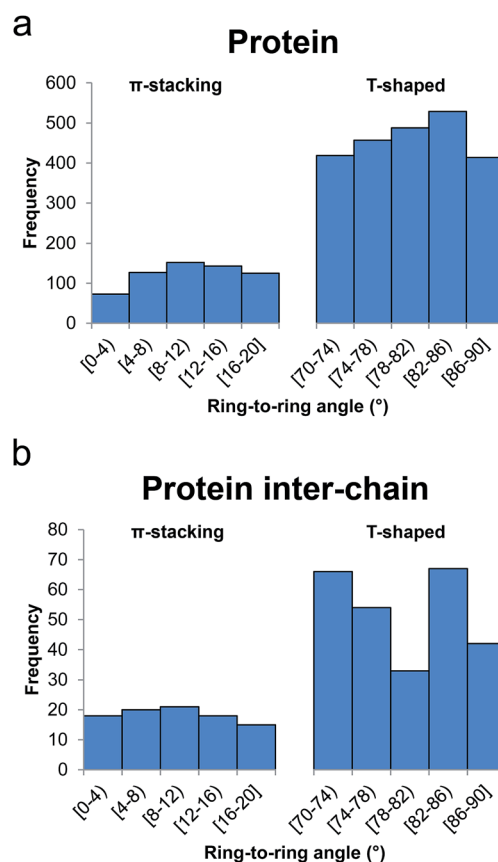 a
Protein
π-stacking T-shaped
600
500
400
300
200
100
0
Frequency
[0-4) [4-8) [8-12) [12-16) [16-20] [70-74) [74-78) [78-82) [82-86) [86-90]
Ring-to-ring angle (°)
b
Protein inter-chain
π-stacking T-shaped
80
70
60
50
40
30
20
10
0
Frequency
[0-4) [4-8) [8-12) [12-16) [16-20] [70-74) [74-78) [78-82) [82-86) [86-90]
Ring-to-ring angle (°)